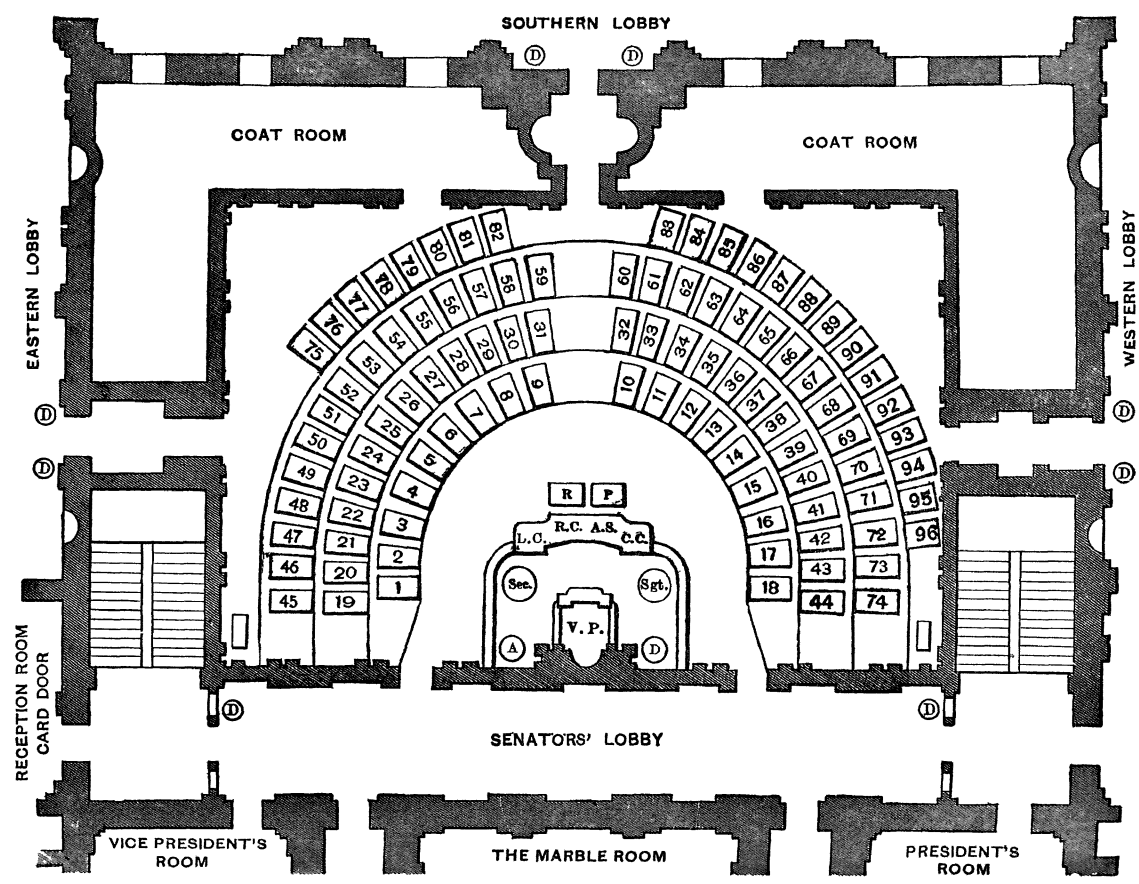 SOUTHERN LOBBY
D
D
COAT ROOM
COAT ROOM
EASTERN LOBBY
WESTERN LOBBY
D
D
D
D
75 76 77 78 79 80 81 82
83 84 85 86 87 88 89 90 91 92 93 94 95 96
45 46 47 48 49 50 51 52 53 54 55 56 57 58 59
60 61 62 63 64 65 66 67 68 69 70 71 72 73 74
19 20 21 22 23 24 25 26 27 28 29 30 31
32 33 34 35 36 37 38 39 40 41 42 43 44
1 2 3 4 5 6 7 8 9
10 11 12 13 14 15 16 17 18
R P
R.C. A.S.
L.C. C.C.
Sec. Sgt.
V. P.
A D
RECEPTION ROOM
CARD DOOR
D
D
SENATORS' LOBBY
VICE PRESIDENT'S
ROOM
THE MARBLE ROOM
PRESIDENT'S
ROOM